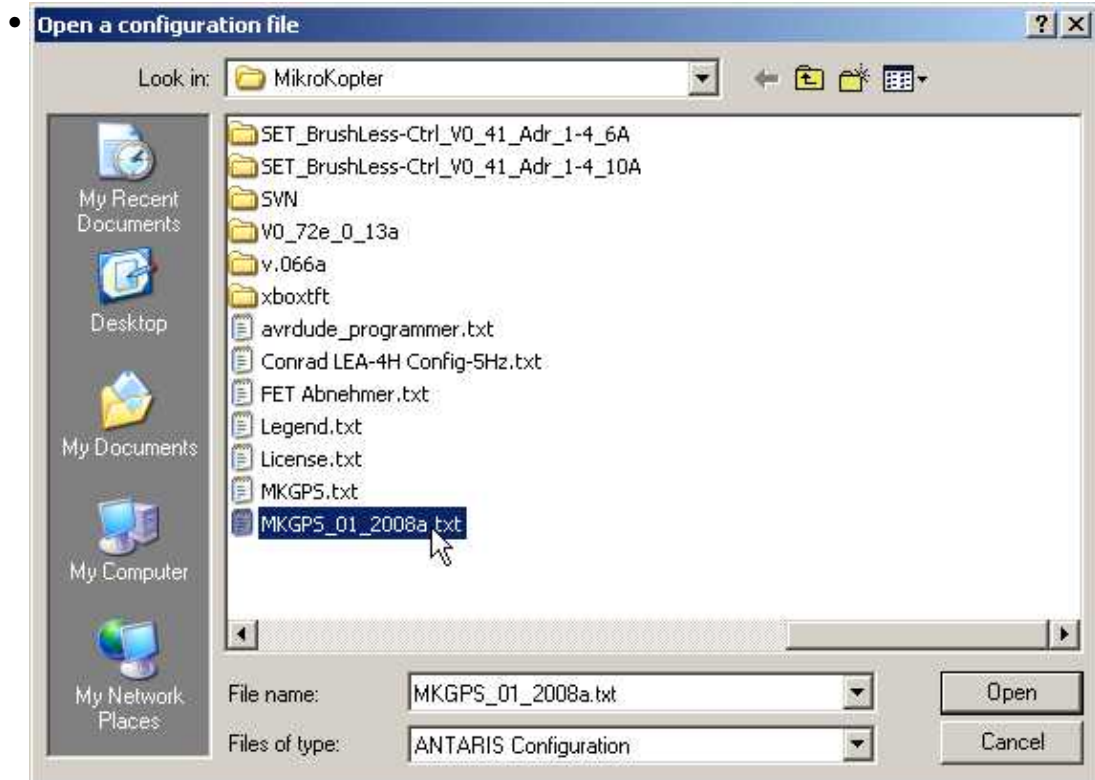 Open a configuration file
Look in: MikroKopter
My Recent Documents
Desktop
My Documents
My Computer
My Network Places
SET_BrushLess-Ctrl_V0_41_Adr_1-4_6A
SET_BrushLess-Ctrl_V0_41_Adr_1-4_10A
SVN
V0_72e_0_13a
v.066a
xboxtft
avrdude_programmer.txt
Conrad LEA-4H Config-5Hz.txt
FET Abnehmer.txt
Legend.txt
License.txt
MKGPS.txt
MKGPS_01_2008a.txt
File name: MKGPS_01_2008a.txt Open
Files of type: ANTARIS Configuration Cancel